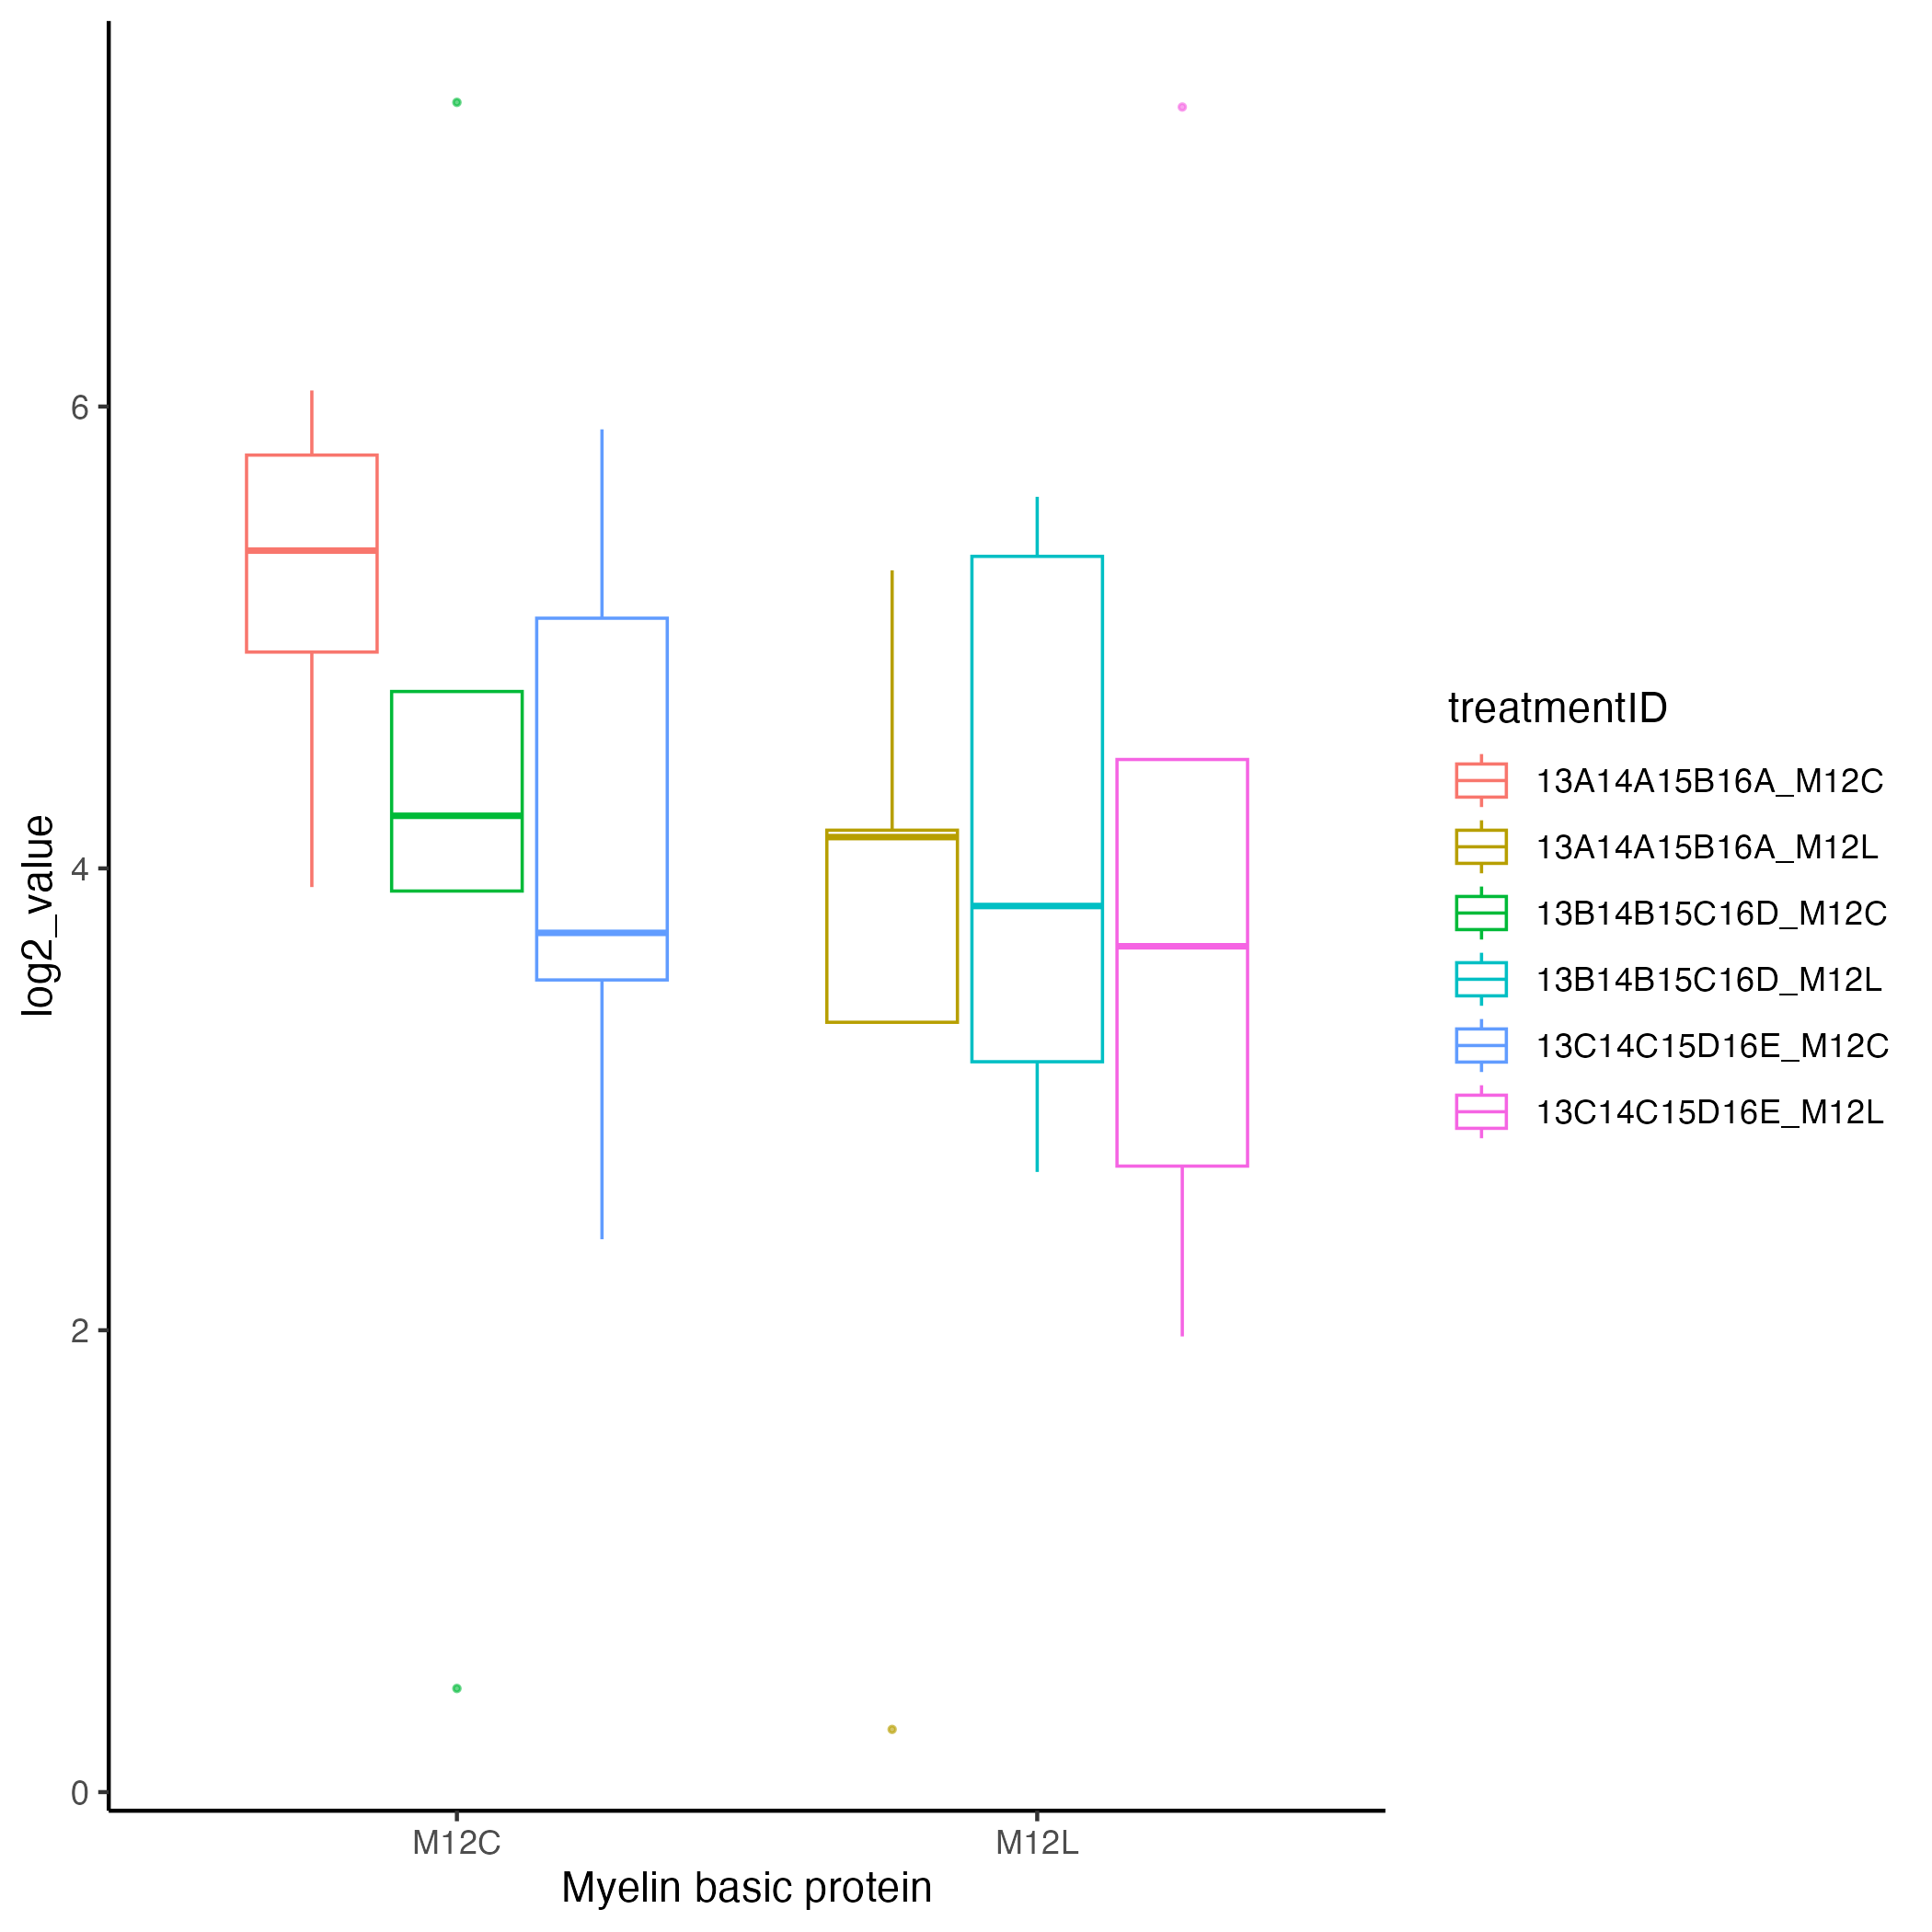 log2_value
6
4
2
0
M12C
M12L
Myelin basic protein
treatmentID
13A14A15B16A_M12C
13A14A15B16A_M12L
13B14B15C16D_M12C
13B14B15C16D_M12L
13C14C15D16E_M12C
13C14C15D16E_M12L